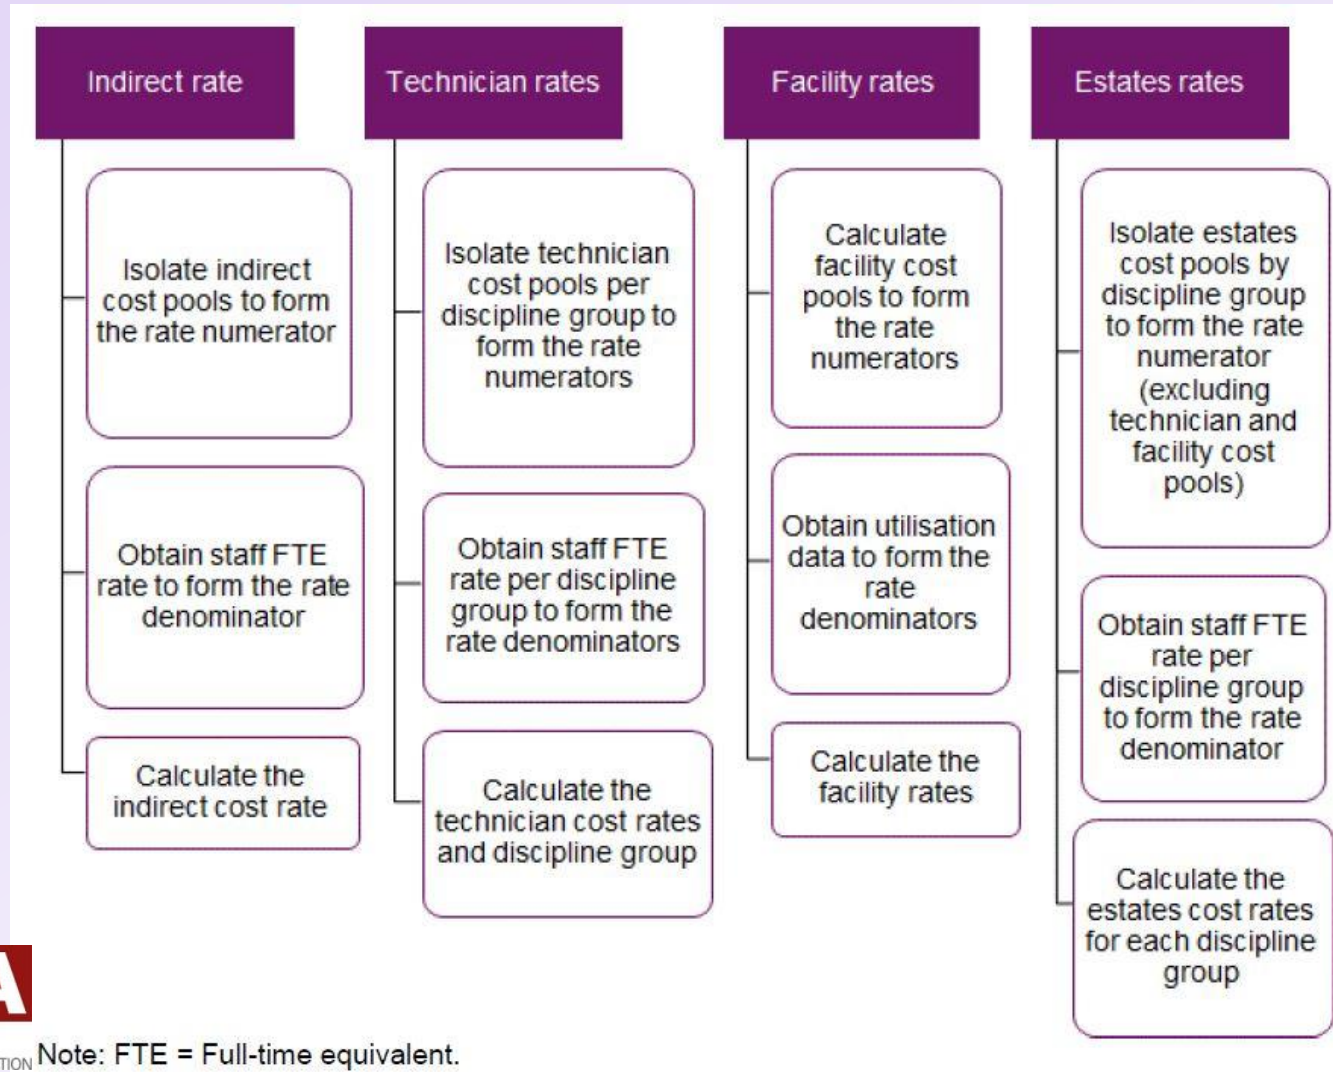 Indirect rate
Isolate indirect
cost pools to form
the rate numerator
Obtain staff FTE
rate to form the rate
denominator
Calculate the
indirect cost rate
Technician rates
Isolate technician
cost pools per
discipline group to
form the rate
numerators
Obtain staff FTE
rate per discipline
group to form the
rate denominators
Calculate the
technician cost rates
and discipline group
Facility rates
Calculate
facility cost
pools to form
the rate
numerators
Obtain utilisation
data to form the
rate
denominators
Calculate the
facility rates
Estates rates
Isolate estates
cost pools by
discipline group
to form the rate
numerator
(excluding
technician and
facility cost
pools)
Obtain staff FTE
rate per
discipline group
to form the rate
denominator
Calculate the
estates cost rates
for each discipline
group
A
TION
Note: FTE = Full-time equivalent.